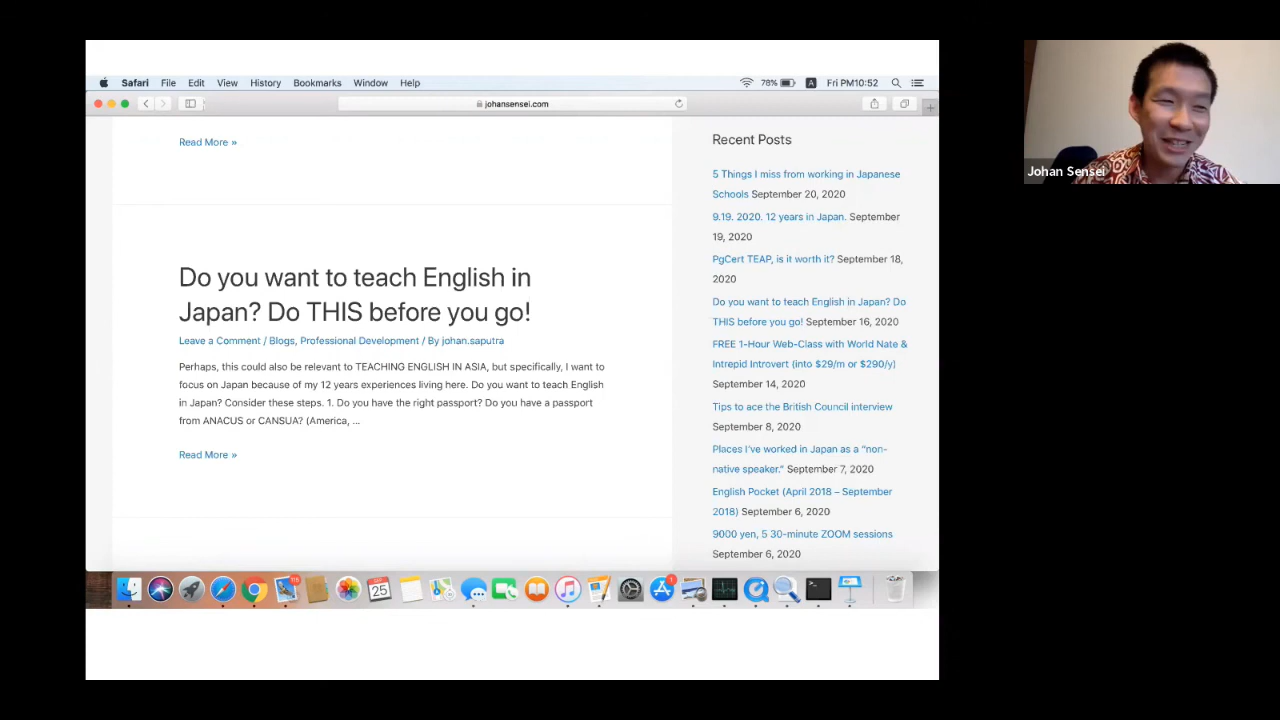 Safari File Edit View History Bookmarks Window Help 78% A Fri PM10:52
johansensei.com
Read More »
Do you want to teach English in
Japan? Do THIS before you go!
Leave a Comment / Blogs, Professional Development / By johan.saputra
Perhaps, this could also be relevant to TEACHING ENGLISH IN ASIA, but specifically, I want to
focus on Japan because of my 12 years experiences living here. Do you want to teach English
in Japan? Consider these steps. 1. Do you have the right passport? Do you have a passport
from ANACUS or CANSUA? (America, ...
Read More »
Recent Posts
5 Things I miss from working in Japanese
Schools September 20, 2020
9.19. 2020. 12 years in Japan. September
19, 2020
PgCert TEAP, is it worth it? September 18,
2020
Do you want to teach English in Japan? Do
THIS before you go! September 16, 2020
FREE 1-Hour Web-Class with World Nate &
Intrepid Introvert (into $29/m or $290/y)
September 14, 2020
Tips to ace the British Council interview
September 8, 2020
Places I've worked in Japan as a “non-
native speaker.” September 7, 2020
English Pocket (April 2018 – September
2018) September 6, 2020
9000 yen, 5 30-minute ZOOM sessions
September 6, 2020
25
1
Johan Sensei